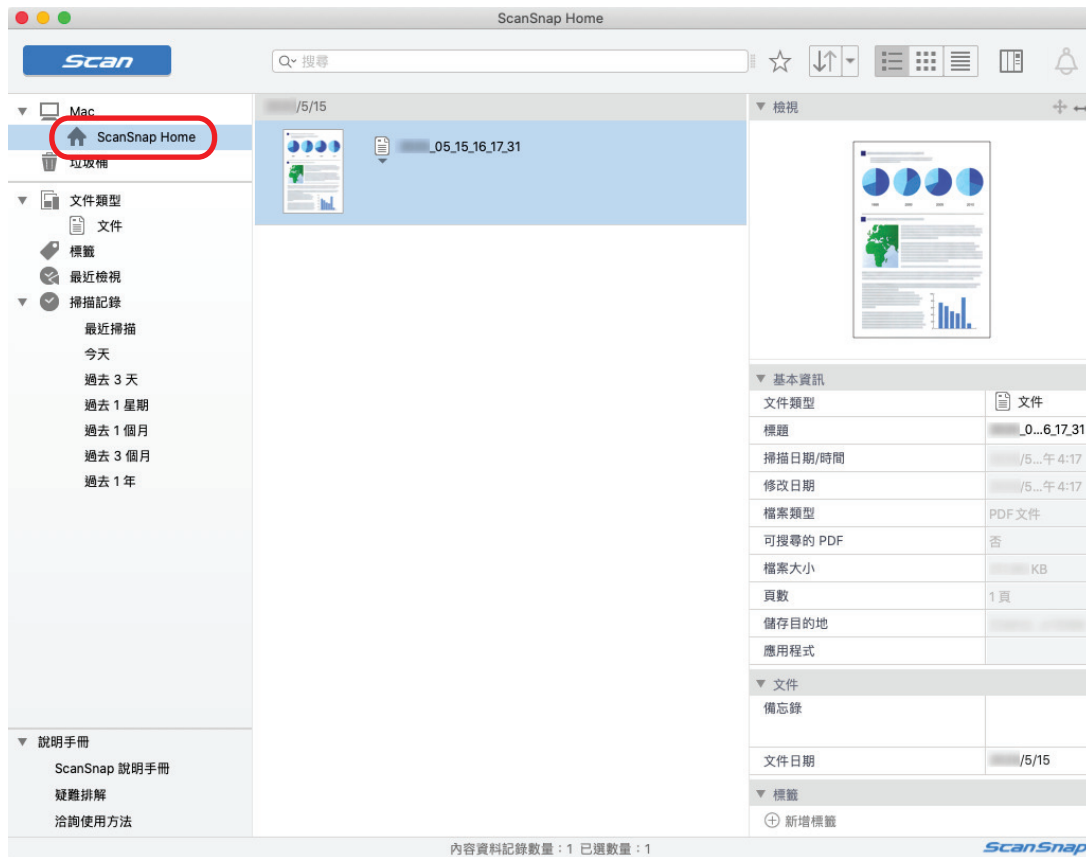 ScanSnap Home
Scan
搜尋
Mac
ScanSnap Home
垃圾桶
文件類型
文件
標籤
最近檢視
掃描記錄
最近掃描
今天
過去 3 天
過去 1 星期
過去 1 個月
過去 3 個月
過去 1 年
說明手冊
ScanSnap 說明手冊
疑難排解
洽詢使用方法
/5/15
_05_15_16_17_31
檢視
基本資訊
文件類型 文件
標題 _0...6_17_31
掃描日期/時間 /5...午 4:17
修改日期 /5...午 4:17
檔案類型 PDF 文件
可搜尋的 PDF 否
檔案大小 KB
頁數 1 頁
儲存目的地
應用程式
文件
備忘錄
文件日期 /5/15
標籤
新增標籤
內容資料記錄數量：1 已選數量：1
ScanSnap